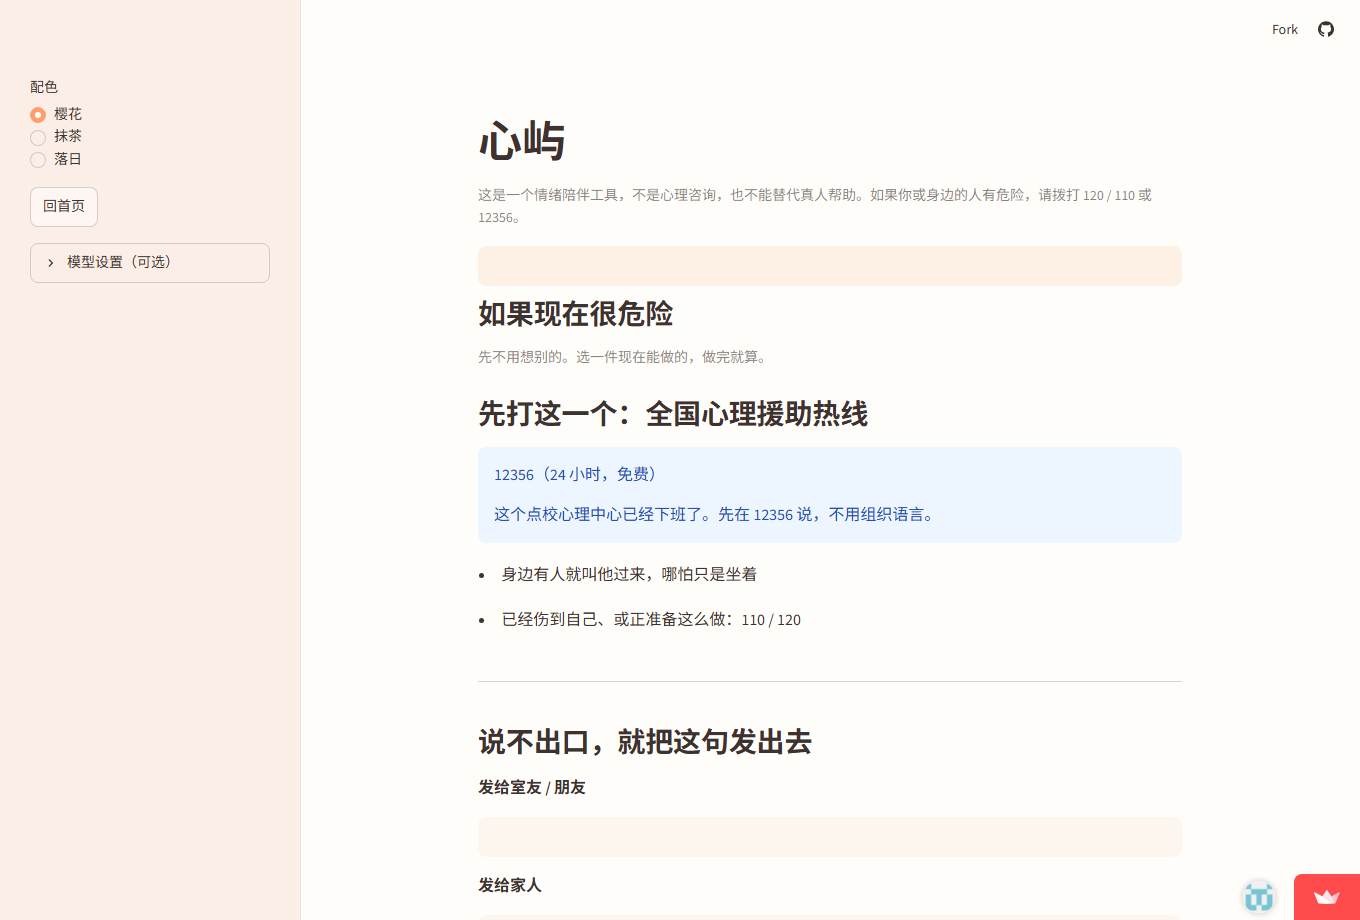 Fork
配色
樱花
抹茶
落日
回首页
模型设置（可选）
心屿
这是一个情绪陪伴工具，不是心理咨询，也不能替代真人帮助。如果你或身边的人有危险，请拨打 120 / 110 或
12356。
如果现在很危险
先不用想别的。选一件现在能做的，做完就算。
先打这一个：全国心理援助热线
12356（24 小时，免费）
这个点校心理中心已经下班了。先在 12356 说，不用组织语言。
身边有人就叫他过来，哪怕只是坐着
已经伤到自己、或正准备这么做：110 / 120
说不出口，就把这句发出去
发给室友 / 朋友
发给家人